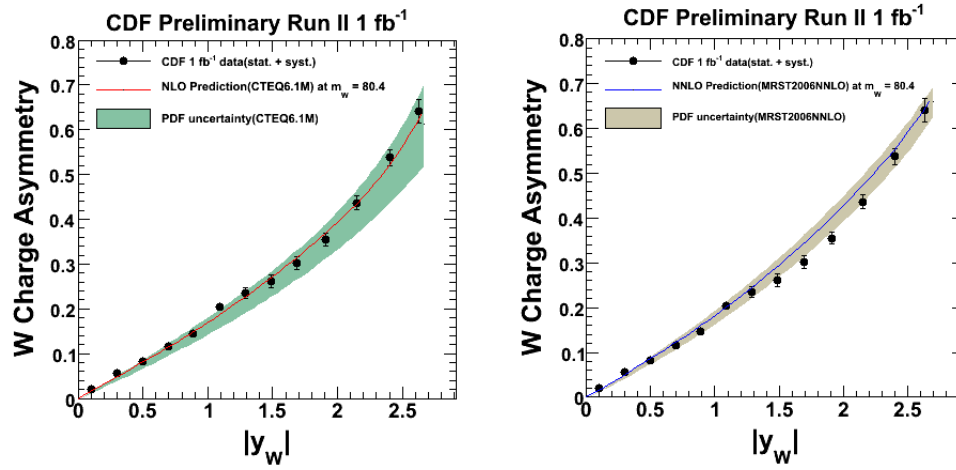 CDF Preliminary Run II 1 fb⁻¹
0.8
CDF 1 fb⁻¹ data(stat. + syst.)
NLO Prediction(CTEQ6.1M) at m_w = 80.4
PDF uncertainty(CTEQ6.1M)
0.7
0.6
0.5
0.4
0.3
0.2
0.1
0
W Charge Asymmetry
0 0.5 1 1.5 2 2.5
|y_W|
CDF Preliminary Run II 1 fb⁻¹
0.8
CDF 1 fb⁻¹ data(stat. + syst.)
NNLO Prediction(MRST2006NNLO) at m_w = 80.4
PDF uncertainty(MRST2006NNLO)
0.7
0.6
0.5
0.4
0.3
0.2
0.1
0
W Charge Asymmetry
0 0.5 1 1.5 2 2.5
|y_W|